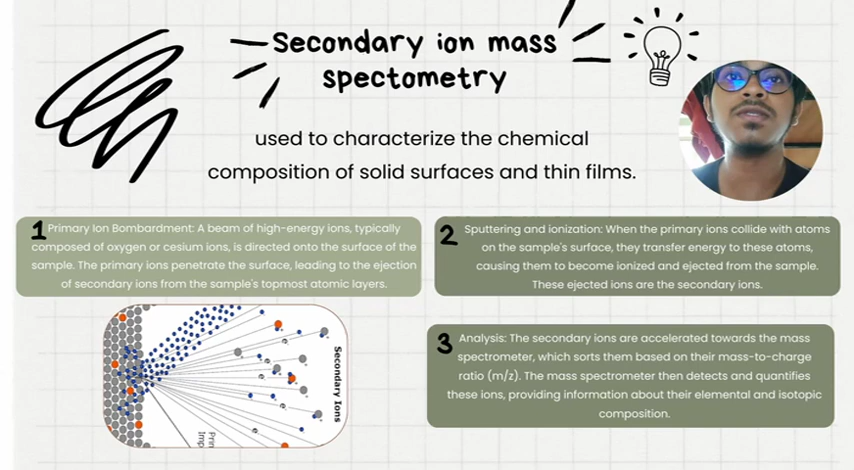 Secondary ion mass
spectometry
used to characterize the chemical
composition of solid surfaces and thin films.
1 Primary Ion Bombardment: A beam of high-energy ions, typically
composed of oxygen or cesium ions, is directed onto the surface of the
sample. The primary ions penetrate the surface, leading to the ejection
of secondary ions from the sample's topmost atomic layers.
2 Sputtering and ionization: When the primary ions collide with atoms
on the sample's surface, they transfer energy to these atoms,
causing them to become ionized and ejected from the sample.
These ejected ions are the secondary ions.
Secondary Ions
3 Analysis: The secondary ions are accelerated towards the mass
spectrometer, which sorts them based on their mass-to-charge
ratio (m/z). The mass spectrometer then detects and quantifies
these ions, providing information about their elemental and isotopic
composition.